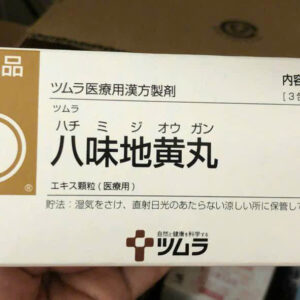 品
ツムラ医療用漢方製剤
内容
[3包
ツムラ
ハチ ミ ジ オウ ガン
八味地黄丸
®
エキス顆粒(医療用)
貯法:湿気をさけ、直射日光のあたらない涼しい所に保管して
自然と健康を科学する
ツムラ